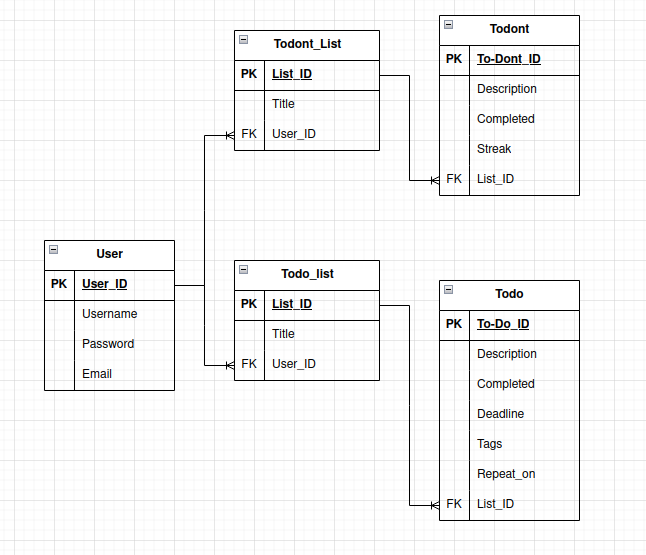 Todont_List
PK List_ID
Title
FK User_ID
Todont
PK To-Dont_ID
Description
Completed
Streak
FK List_ID
User
PK User_ID
Username
Password
Email
Todo_list
PK List_ID
Title
FK User_ID
Todo
PK To-Do_ID
Description
Completed
Deadline
Tags
Repeat_on
FK List_ID